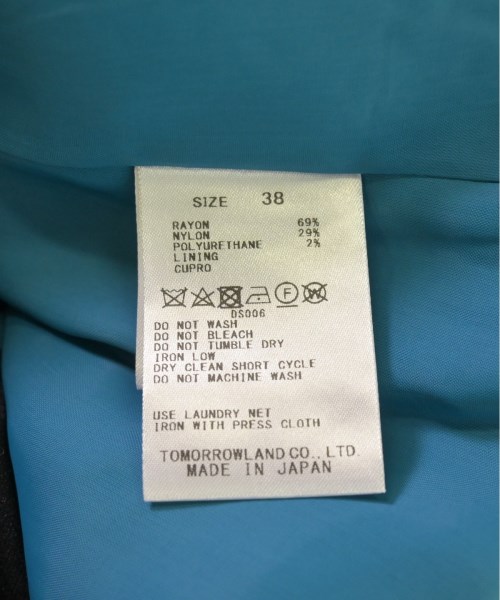 SIZE 38
RAYON 69%
NYLON 29%
POLYURETHANE 2%
LINING
CUPRO
F W
DS006
DO NOT WASH
DO NOT BLEACH
DO NOT TUMBLE DRY
IRON LOW
DRY CLEAN SHORT CYCLE
DO NOT MACHINE WASH
USE LAUNDRY NET
IRON WITH PRESS CLOTH
TOMORROWLAND CO., LTD.
MADE IN JAPAN